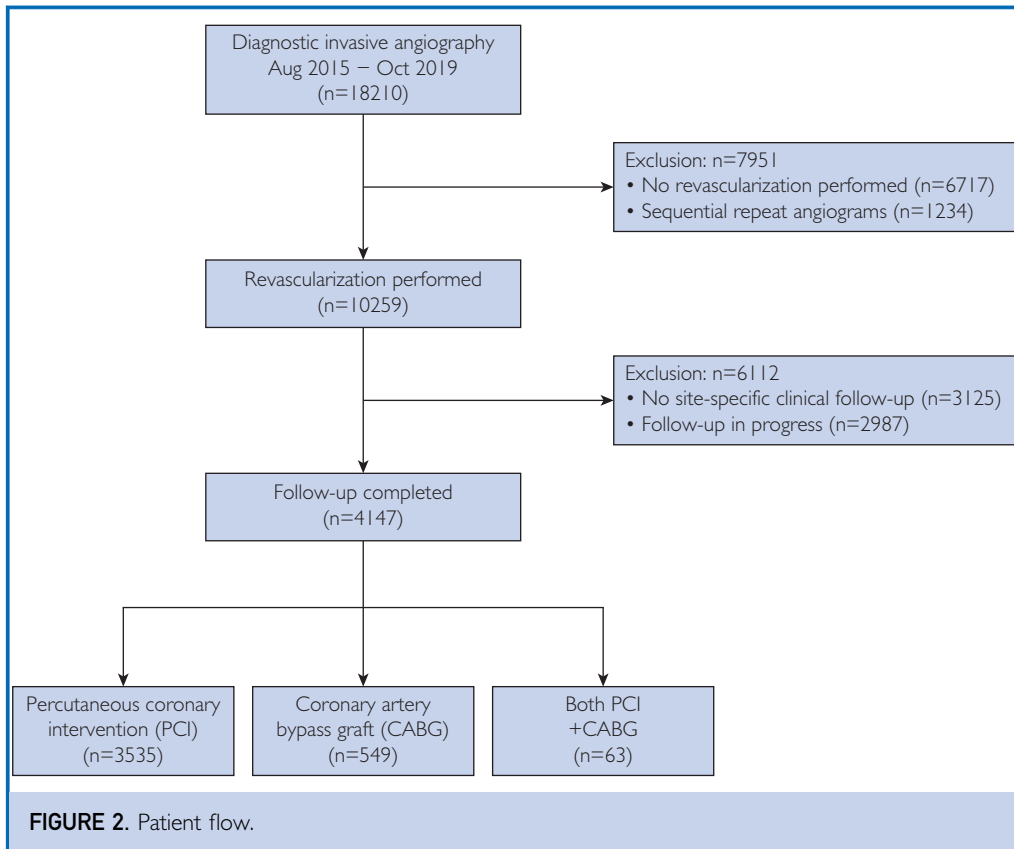 Diagnostic invasive angiography
Aug 2015 – Oct 2019
(n=18210)
Exclusion: n=7951
• No revascularization performed (n=6717)
• Sequential repeat angiograms (n=1234)
Revascularization performed
(n=10259)
Exclusion: n=6112
• No site-specific clinical follow-up (n=3125)
• Follow-up in progress (n=2987)
Follow-up completed
(n=4147)
Percutaneous coronary
intervention (PCI)
(n=3535)
Coronary artery
bypass graft (CABG)
(n=549)
Both PCI
+CABG
(n=63)
FIGURE 2. Patient flow.